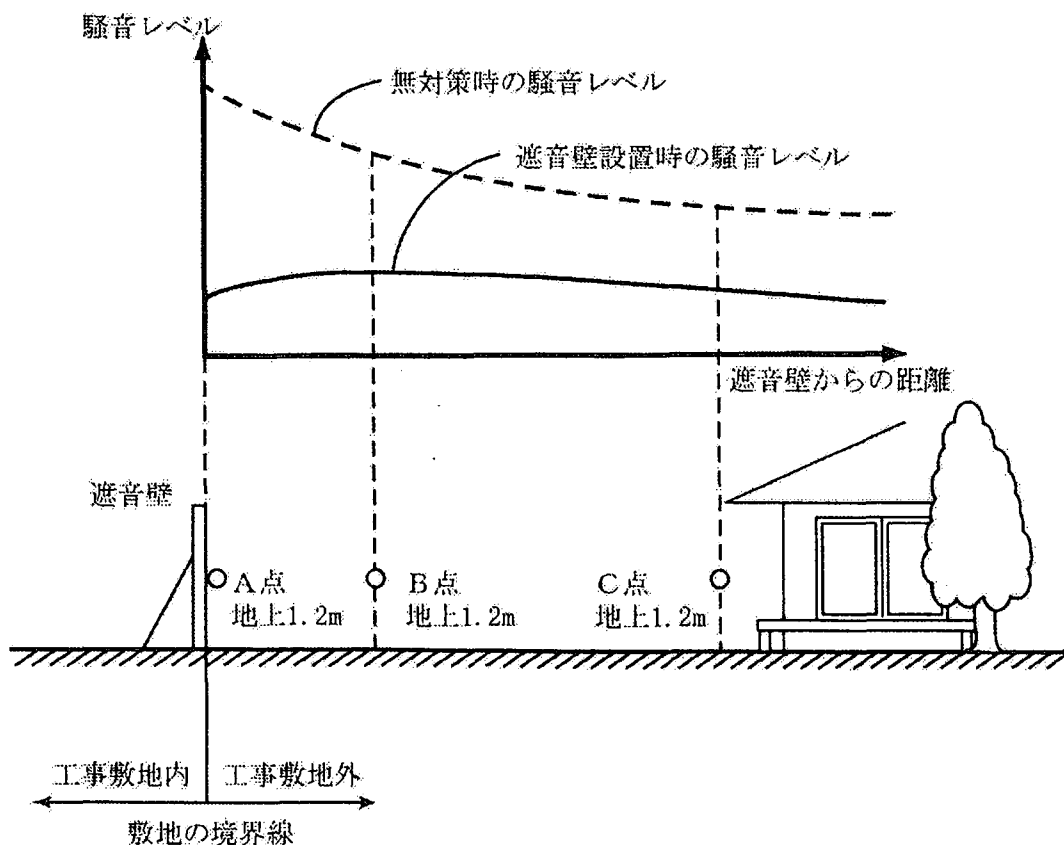 騒音レベル
無対策時の騒音レベル
遮音壁設置時の騒音レベル
遮音壁からの距離
遮音壁
A点
地上1.2m
B点
地上1.2m
C点
地上1.2m
工事敷地内
工事敷地外
敷地の境界線